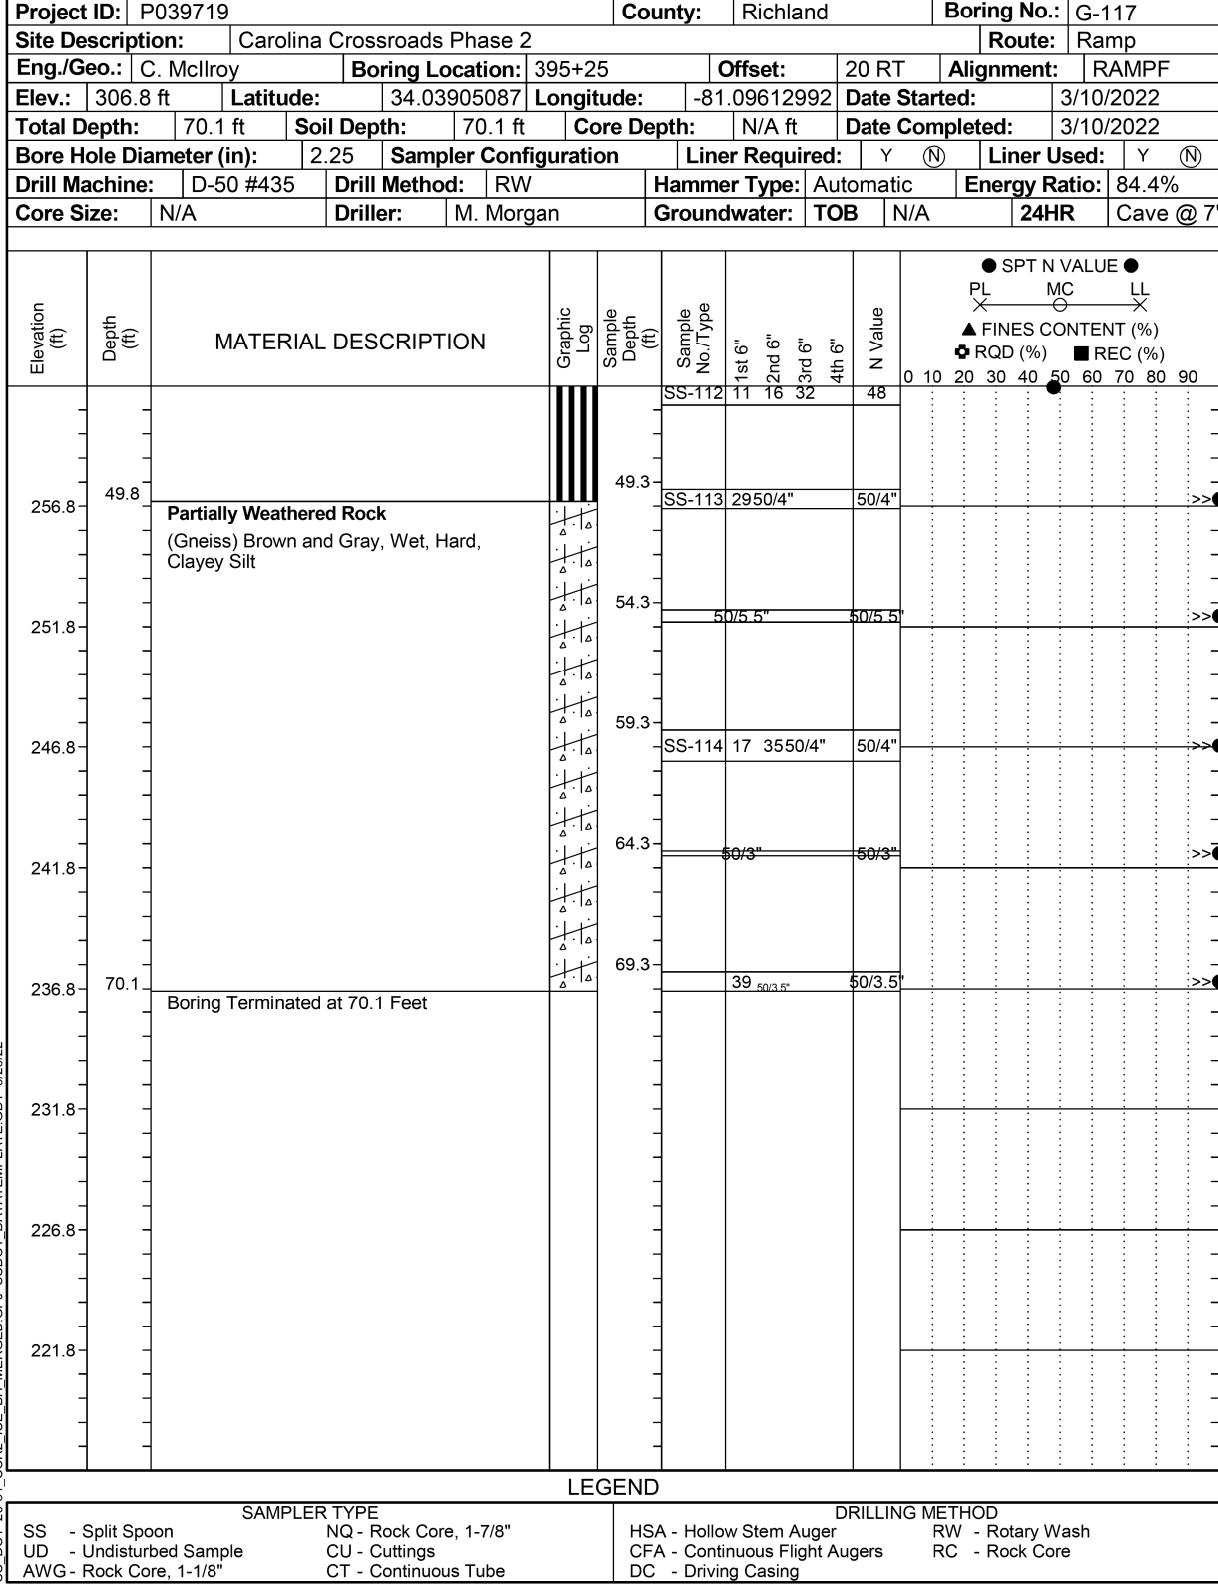 Project ID: P039719 County: Richland Boring No.: G-117
Site Description: Carolina Crossroads Phase 2 Route: Ramp
Eng./Geo.: C. McIlroy Boring Location: 395+25 Offset: 20 RT Alignment: RAMPF
Elev.: 306.8 ft Latitude: 34.03905087 Longitude: -81.09612992 Date Started: 3/10/2022
Total Depth: 70.1 ft Soil Depth: 70.1 ft Core Depth: N/A ft Date Completed: 3/10/2022
Bore Hole Diameter (in): 2.25 Sampler Configuration Liner Required: Y N Liner Used: Y N
Drill Machine: D-50 #435 Drill Method: RW Hammer Type: Automatic Energy Ratio: 84.4%
Core Size: N/A Driller: M. Morgan Groundwater: TOB N/A 24HR Cave @ 7'
Elevation (ft) Depth (ft) MATERIAL DESCRIPTION Graphic Log Sample Depth (ft) Sample No./Type 1st 6" 2nd 6" 3rd 6" 4th 6" N Value
SPT N VALUE
PL MC LL
FINES CONTENT (%)
RQD (%) REC (%)
0 10 20 30 40 50 60 70 80 90
SS-112 11 16 32 48
49.3
49.8
SS-113 29 50/4" 50/4" >>
256.8
Partially Weathered Rock
(Gneiss) Brown and Gray, Wet, Hard,
Clayey Silt
54.3
50/5.5" 50/5.5" >>
251.8
59.3
246.8 SS-114 17 35 50/4" 50/4" >>
64.3
50/3" 50/3" >>
241.8
69.3
70.1 39 50/3.5" 50/3.5" >>
236.8
Boring Terminated at 70.1 Feet
231.8
226.8
221.8
LEGEND
SAMPLER TYPE DRILLING METHOD
SS - Split Spoon NQ - Rock Core, 1-7/8" HSA - Hollow Stem Auger RW - Rotary Wash
UD - Undisturbed Sample CU - Cuttings CFA - Continuous Flight Augers RC - Rock Core
AWG - Rock Core, 1-1/8" CT - Continuous Tube DC - Driving Casing